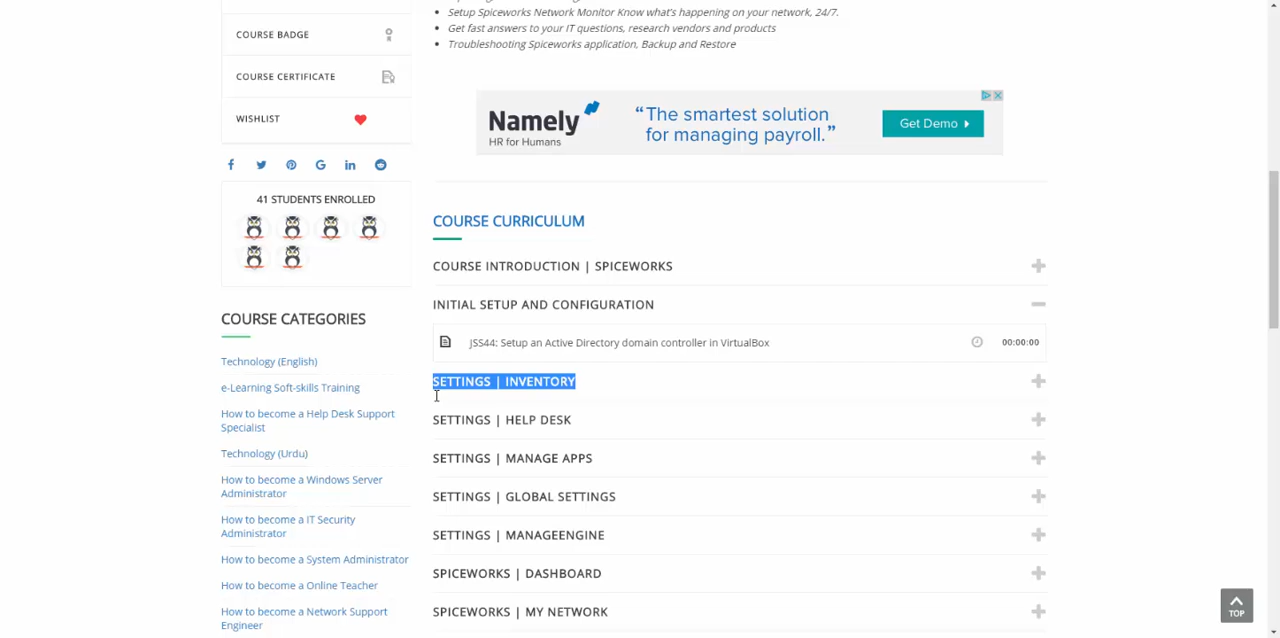 COURSE BADGE
COURSE CERTIFICATE
WISHLIST
41 STUDENTS ENROLLED
COURSE CATEGORIES
Technology (English)
e-Learning Soft-skills Training
How to become a Help Desk Support
Specialist
Technology (Urdu)
How to become a Windows Server
Administrator
How to become a IT Security
Administrator
How to become a System Administrator
How to become a Online Teacher
How to become a Network Support
Engineer
Setup Spiceworks Network Monitor Know what's happening on your network, 24/7.
Get fast answers to your IT questions, research vendors and products
Troubleshooting Spiceworks application, Backup and Restore
Namely
HR for Humans
“The smartest solution
for managing payroll.”
Get Demo
COURSE CURRICULUM
COURSE INTRODUCTION | SPICEWORKS
INITIAL SETUP AND CONFIGURATION
JSS44: Setup an Active Directory domain controller in VirtualBox 00:00:00
SETTINGS | INVENTORY
SETTINGS | HELP DESK
SETTINGS | MANAGE APPS
SETTINGS | GLOBAL SETTINGS
SETTINGS | MANAGEENGINE
SPICEWORKS | DASHBOARD
SPICEWORKS | MY NETWORK
TOP